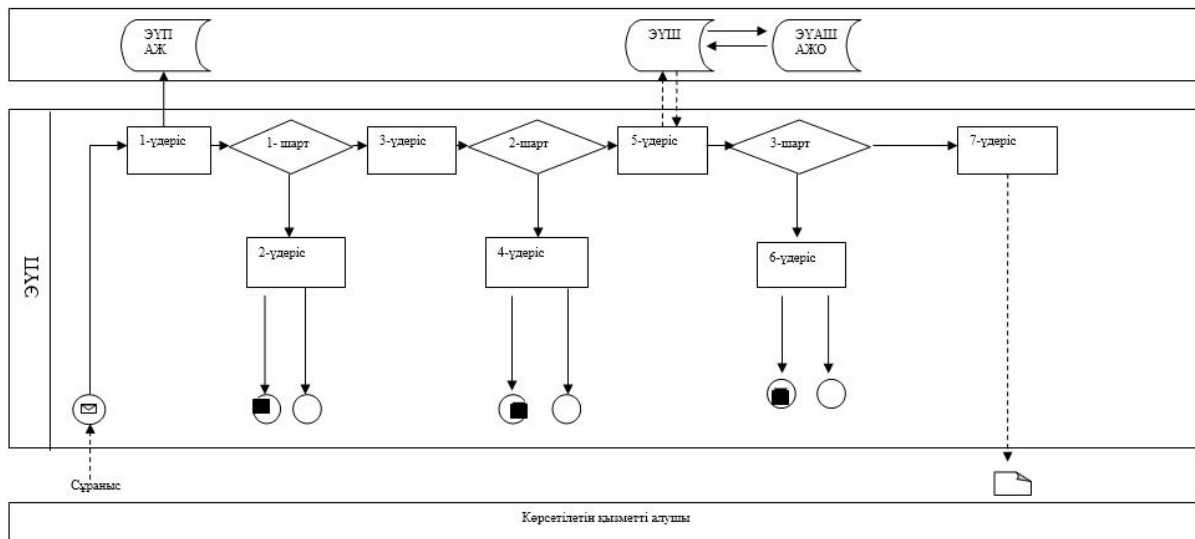 ЭҮП
АЖ
ЭҮШ
ЭҮАШ
АЖО
ЭҮП
1-үдеріс
1- шарт
3-үдеріс
2-шарт
5-үдеріс
3-шарт
7-үдеріс
2-үдеріс
4-үдеріс
6-үдеріс
Сұраныс
Көрсетілетін қызметті алушы